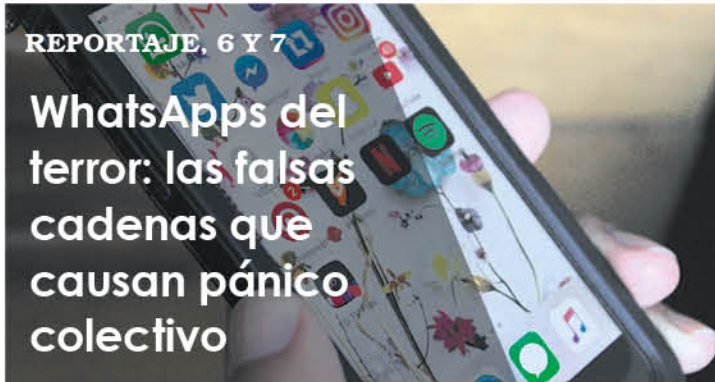 REPORTAJE, 6 Y 7
WhatsApps del
terror: las falsas
cadenas que
causan pánico
colectivo